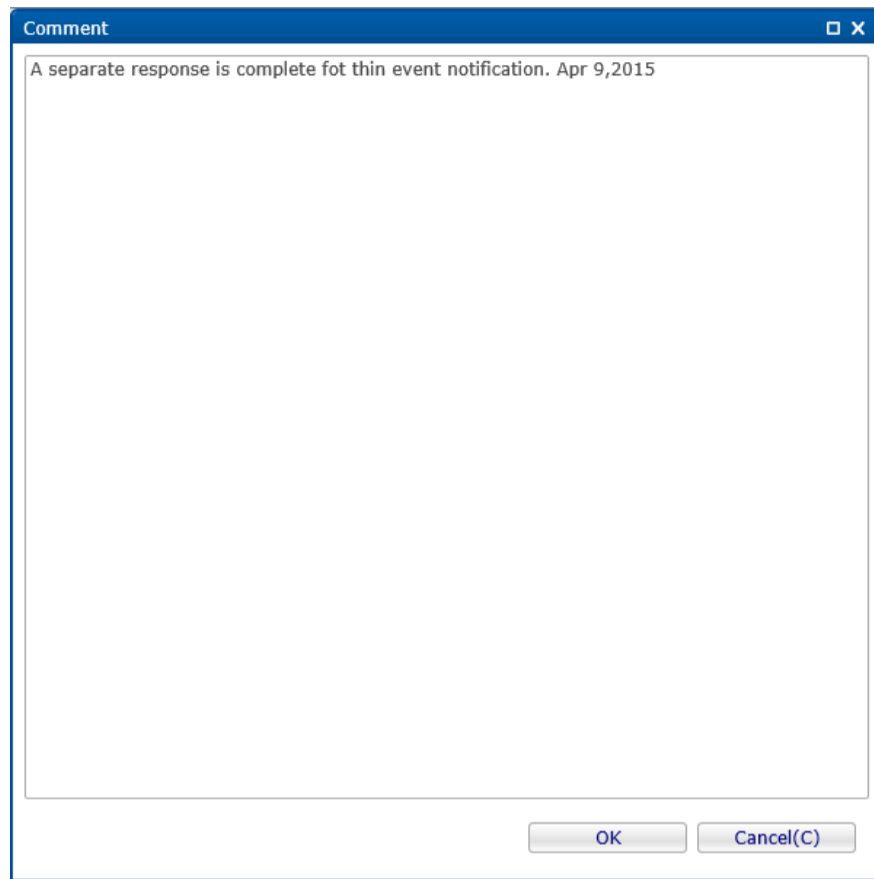 Comment
A separate response is complete fot thin event notification. Apr 9,2015
OK
Cancel(C)